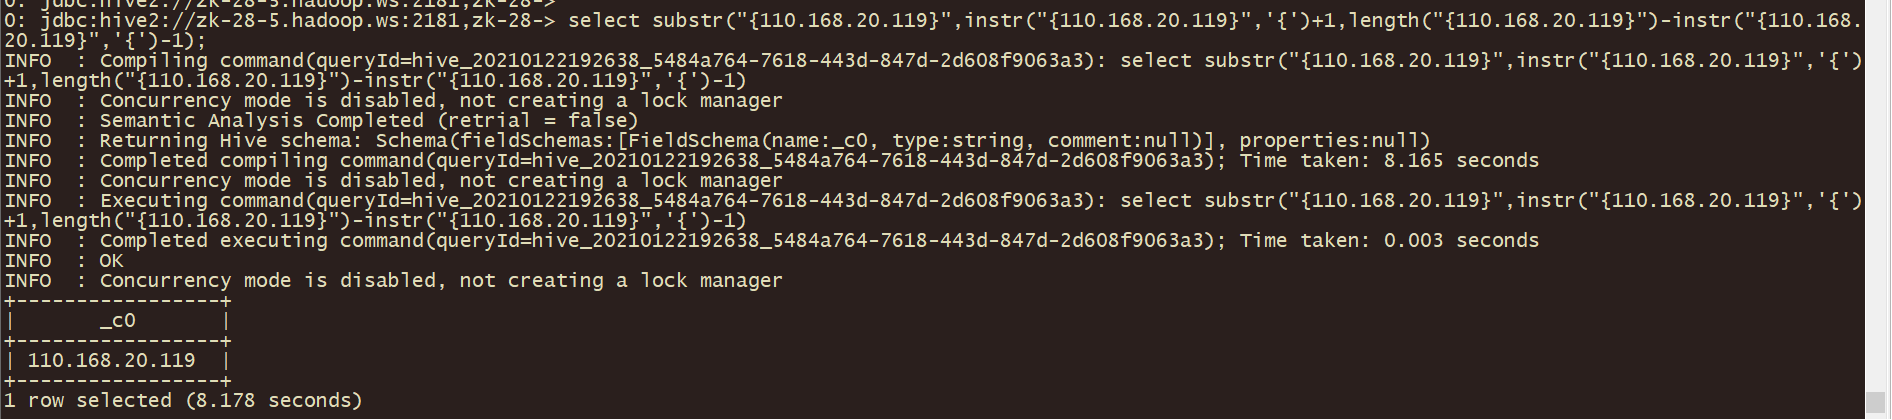 0: jdbc:hive2://zk-28-5.hadoop.ws:2181,zk-28->
0: jdbc:hive2://zk-28-5.hadoop.ws:2181,zk-28-> select substr("{110.168.20.119}",instr("{110.168.20.119}",'{')+1,length("{110.168.20.119}")-instr("{110.168.
20.119}",'{')-1);
INFO  : Compiling command(queryId=hive_20210122192638_5484a764-7618-443d-847d-2d608f9063a3): select substr("{110.168.20.119}",instr("{110.168.20.119}",'{')
+1,length("{110.168.20.119}")-instr("{110.168.20.119}",'{')-1)
INFO  : Concurrency mode is disabled, not creating a lock manager
INFO  : Semantic Analysis Completed (retrial = false)
INFO  : Returning Hive schema: Schema(fieldSchemas:[FieldSchema(name:_c0, type:string, comment:null)], properties:null)
INFO  : Completed compiling command(queryId=hive_20210122192638_5484a764-7618-443d-847d-2d608f9063a3); Time taken: 8.165 seconds
INFO  : Concurrency mode is disabled, not creating a lock manager
INFO  : Executing command(queryId=hive_20210122192638_5484a764-7618-443d-847d-2d608f9063a3): select substr("{110.168.20.119}",instr("{110.168.20.119}",'{')
+1,length("{110.168.20.119}")-instr("{110.168.20.119}",'{')-1)
INFO  : Completed executing command(queryId=hive_20210122192638_5484a764-7618-443d-847d-2d608f9063a3); Time taken: 0.003 seconds
INFO  : OK
INFO  : Concurrency mode is disabled, not creating a lock manager
+-----------------+
|       _c0       |
+-----------------+
| 110.168.20.119  |
+-----------------+
1 row selected (8.178 seconds)